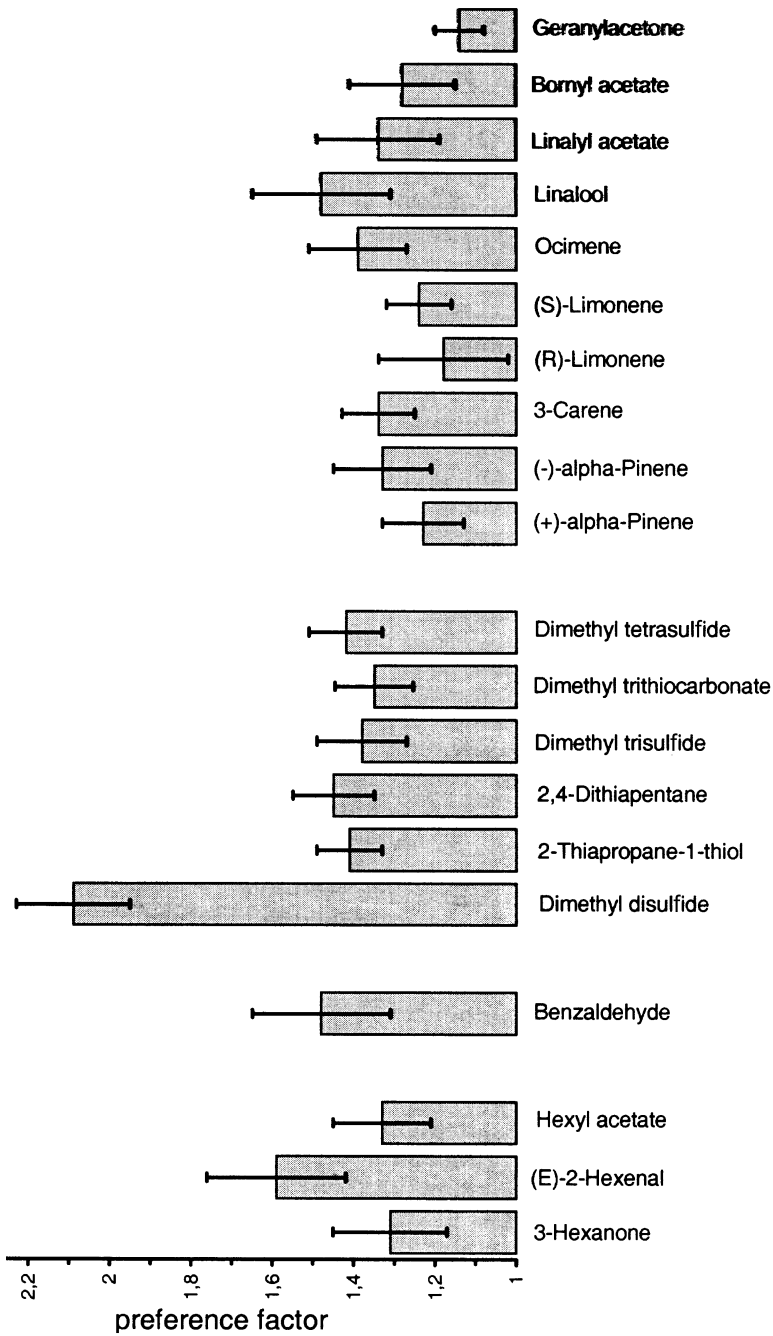 Geranylacetone
Bornyl acetate
Linalyl acetate
Linalool
Ocimene
(S)-Limonene
(R)-Limonene
3-Carene
(-)-alpha-Pinene
(+)-alpha-Pinene
Dimethyl tetrasulfide
Dimethyl trithiocarbonate
Dimethyl trisulfide
2,4-Dithiapentane
2-Thiapropane-1-thiol
Dimethyl disulfide
Benzaldehyde
Hexyl acetate
(E)-2-Hexenal
3-Hexanone
2,2 2 1,8 1,6 1,4 1,2 1
preference factor